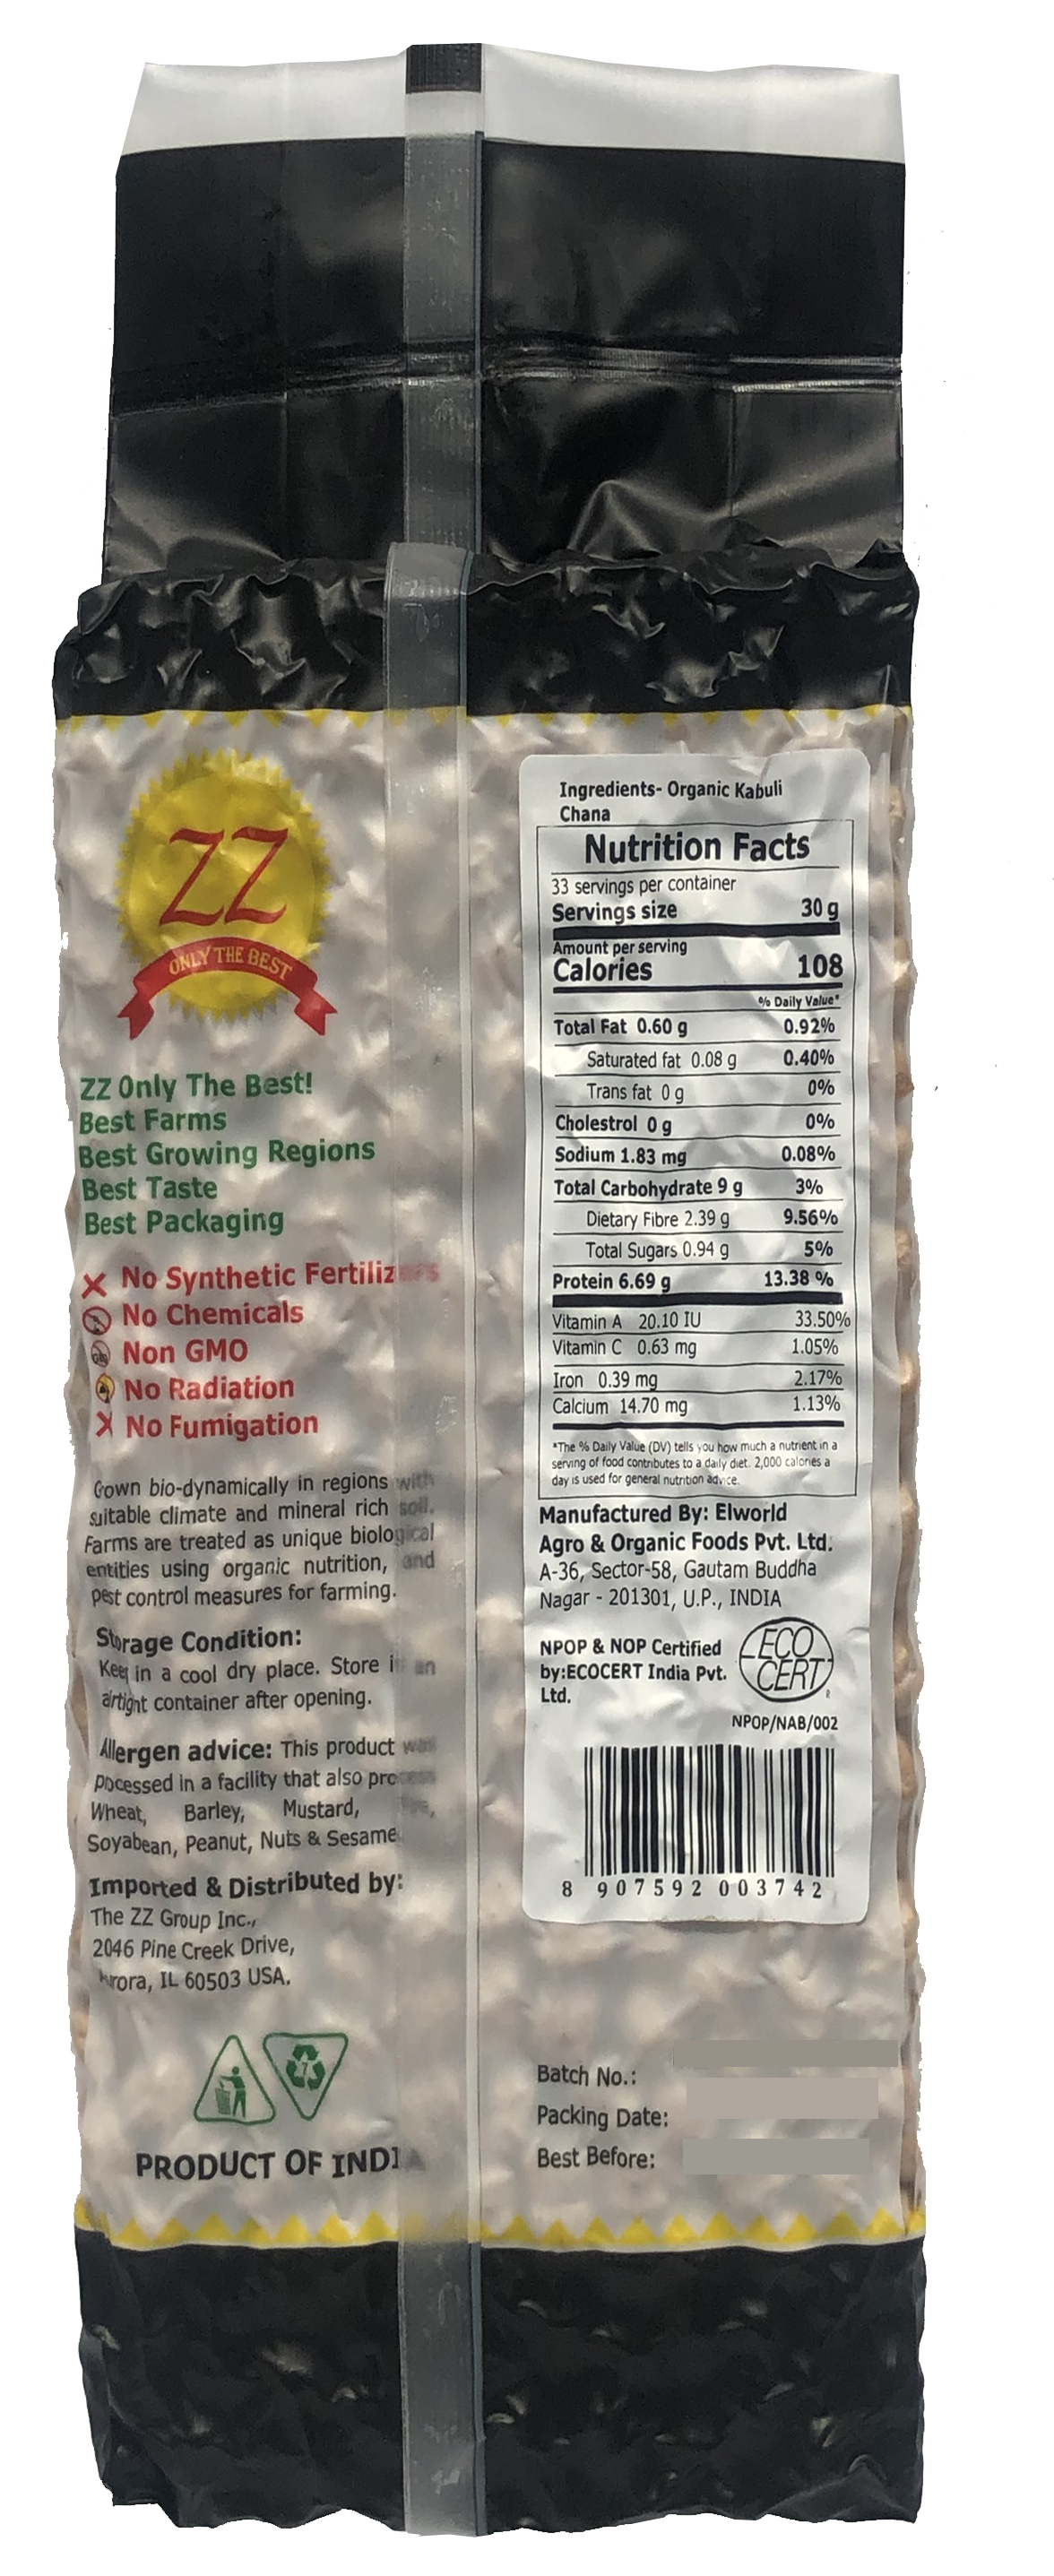 ZZ
ONLY THE BEST
ZZ Only The Best!
Best Farms
Best Growing Regions
Best Taste
Best Packaging
No Synthetic Fertilizers
No Chemicals
Non GMO
No Radiation
No Fumigation
Gown bio-dynamically in regions with
suitable climate and mineral rich soil.
Farms are treated as unique biological
entities using organic nutrition, and
pest control measures for farming.
Storage Condition:
Keep in a cool dry place. Store in an
airtight container after opening.
Allergen advice: This product was
processed in a facility that also process
Wheat, Barley, Mustard,
Soyabean, Peanut, Nuts & Sesame
Imported & Distributed by:
The ZZ Group Inc.,
2046 Pine Creek Drive,
Aurora, IL 60503 USA.
7
PRODUCT OF INDIA
Ingredients- Organic Kabuli
Chana
Nutrition Facts
33 servings per container
Servings size 30 g
Amount per serving
Calories 108
% Daily Value*
Total Fat 0.60 g 0.92%
Saturated fat 0.08 g 0.40%
Trans fat 0 g 0%
Cholestrol 0 g 0%
Sodium 1.83 mg 0.08%
Total Carbohydrate 9 g 3%
Dietary Fibre 2.39 g 9.56%
Total Sugars 0.94 g 5%
Protein 6.69 g 13.38 %
Vitamin A 20.10 IU 33.50%
Vitamin C 0.63 mg 1.05%
Iron 0.39 mg 2.17%
Calcium 14.70 mg 1.13%
*The % Daily Value (DV) tells you how much a nutrient in a
serving of food contributes to a daily diet. 2,000 calories a
day is used for general nutrition advice.
Manufactured By: Elworld
Agro & Organic Foods Pvt. Ltd.
A-36, Sector-58, Gautam Buddha
Nagar - 201301, U.P., INDIA
NPOP & NOP Certified
by:ECOCERT India Pvt.
Ltd.
ECO
CERT
R
NPOP/NAB/002
8 907592 003742
Batch No.:
Packing Date:
Best Before: